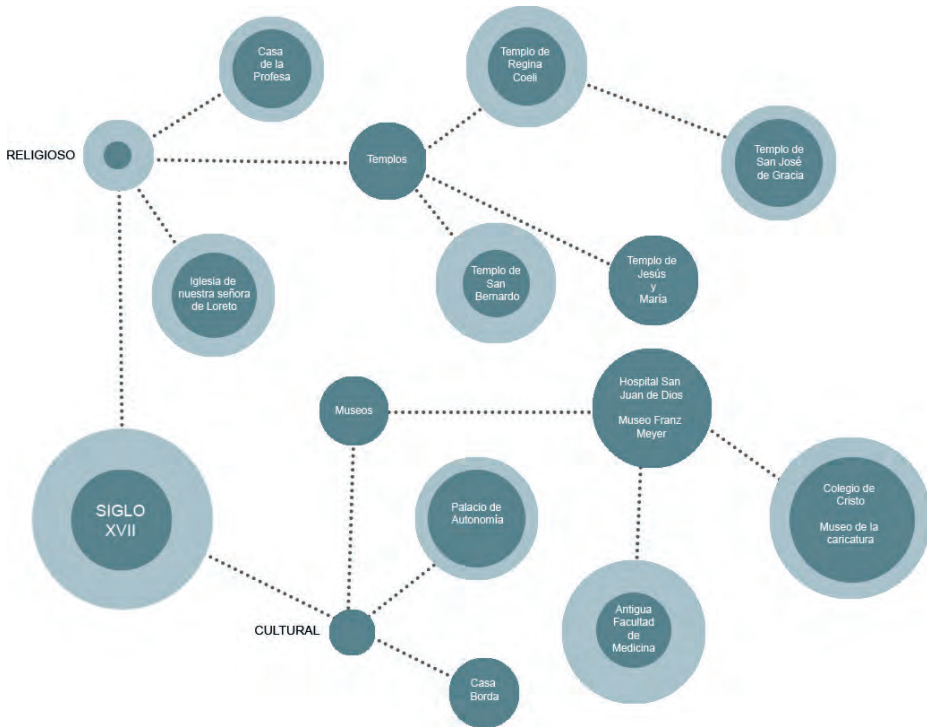 Casa
de la
Profesa
Templo de
Regina
Coeli
RELIGIOSO
Templos
Templo de
San José
de Gracia
Iglesia de
nuestra señora
de Loreto
Templo de
San
Bernardo
Templo de
Jesús
y
María
Museos
Hospital San
Juan de Dios
Museo Franz
Meyer
SIGLO
XVII
Palacio de
Autonomía
Colegio de
Cristo
Museo de la
caricatura
CULTURAL
Antigua
Facultad
de
Medicina
Casa
Borda